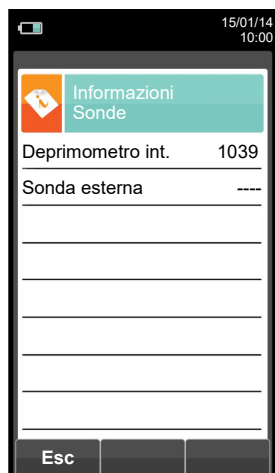 15/01/14
10:00
Informazioni
Sonde
Deprimometro int. 1039
Sonda esterna ----
Esc